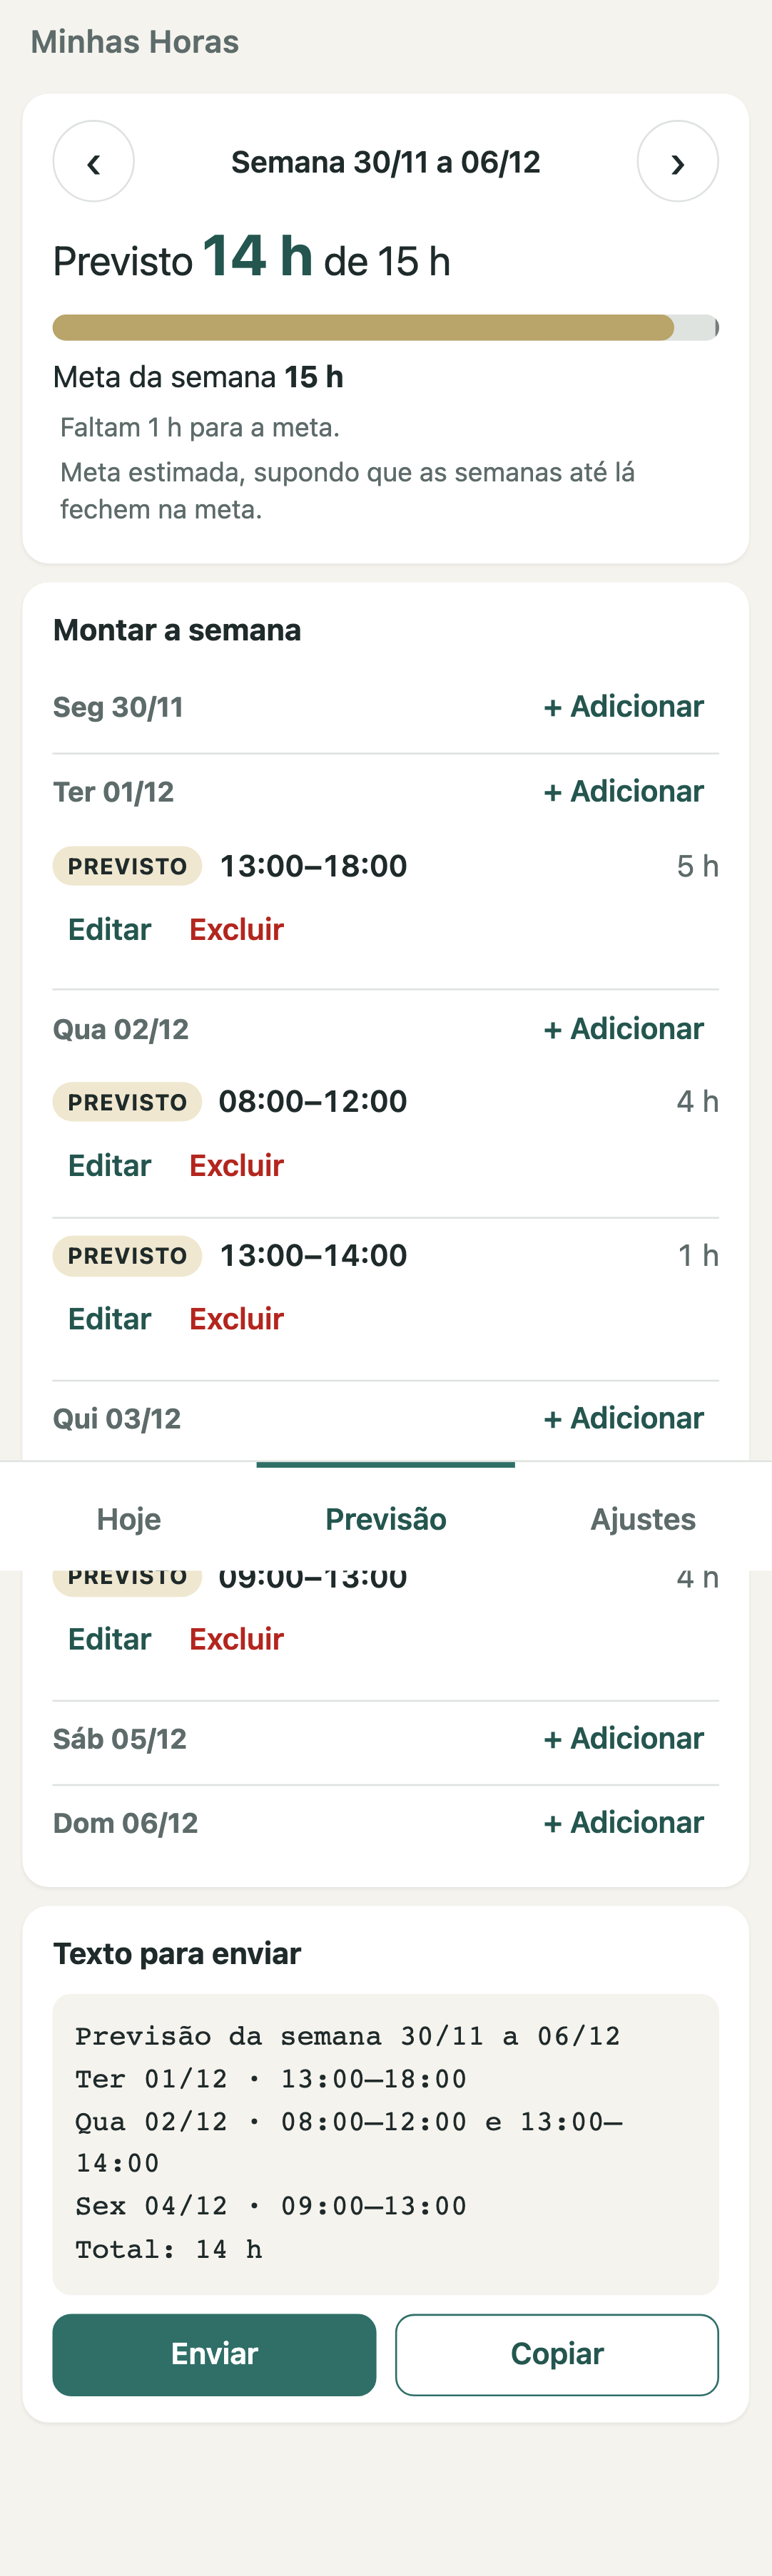 Minhas Horas
‹ Semana 30/11 a 06/12 ›
Previsto 14 h de 15 h
Meta da semana 15 h
Faltam 1 h para a meta.
Meta estimada, supondo que as semanas até lá
fechem na meta.
Montar a semana
Seg 30/11 + Adicionar
Ter 01/12 + Adicionar
PREVISTO 13:00–18:00 5 h
Editar Excluir
Qua 02/12 + Adicionar
PREVISTO 08:00–12:00 4 h
Editar Excluir
PREVISTO 13:00–14:00 1 h
Editar Excluir
Qui 03/12 + Adicionar
Hoje Previsão Ajustes
PREVISTO 09:00–13:00 4 h
Editar Excluir
Sáb 05/12 + Adicionar
Dom 06/12 + Adicionar
Texto para enviar
Previsão da semana 30/11 a 06/12
Ter 01/12 · 13:00–18:00
Qua 02/12 · 08:00–12:00 e 13:00–
14:00
Sex 04/12 · 09:00–13:00
Total: 14 h
Enviar Copiar